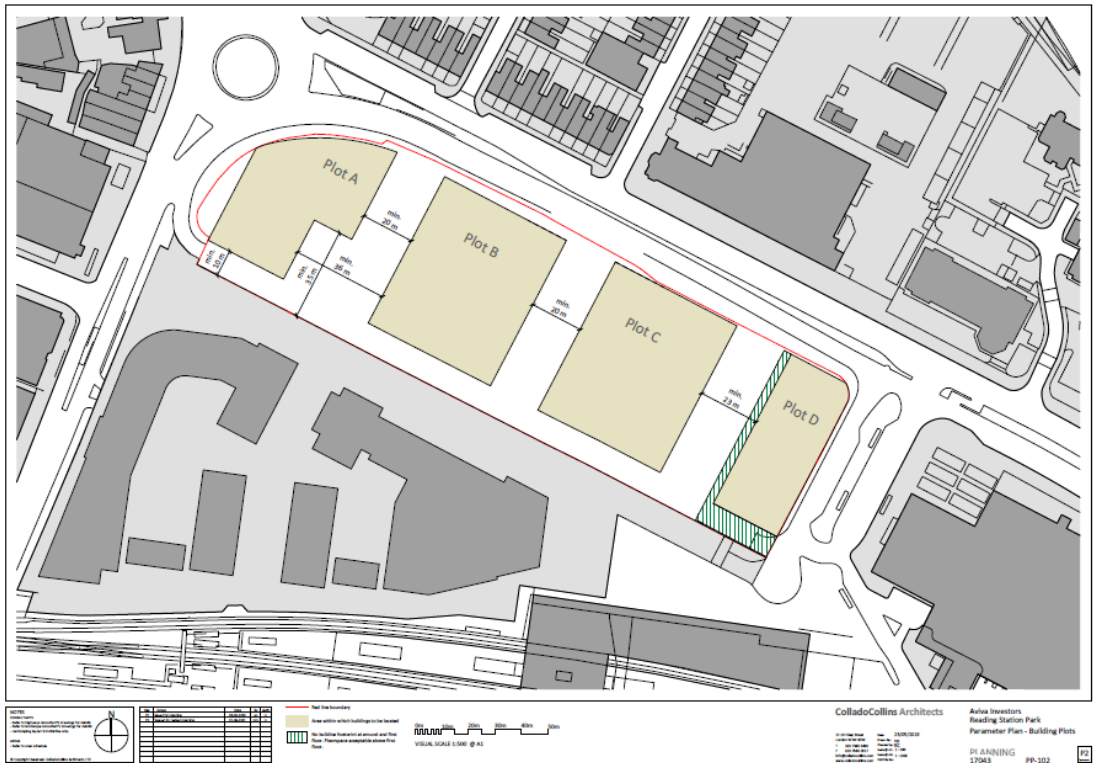 Plot A
min.
20 m
Plot B
min.
10 m
min.
35 m
min.
36 m
min.
20 m
Plot C
min.
23 m
Plot D
NOTES
N
Red line boundary
Area within which buildings to be located
No building footprint at ground and first
floor. Floorspace acceptable above first
floor.
0m 10m 20m 30m 40m 50m
VISUAL SCALE 1:500 @ A1
ColladoCollins Architects
Aviva Investors
Reading Station Park
Parameter Plan - Building Plots
PLANNING
17043 PP-102
P2